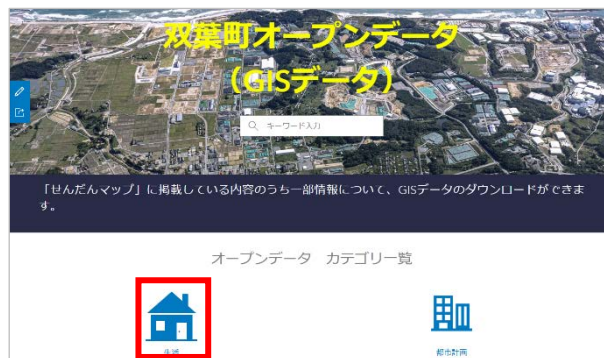 双葉町オープンデータ
(GISデータ)
キーワード入力
「せんだんマップ」に掲載している内容のうち一部情報について、GISデータのダウンロードができま
す。
オープンデータ　カテゴリ一覧
都市計画